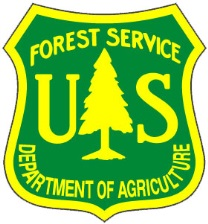 FOREST SERVICE
U S
DEPARTMENT OF AGRICULTURE